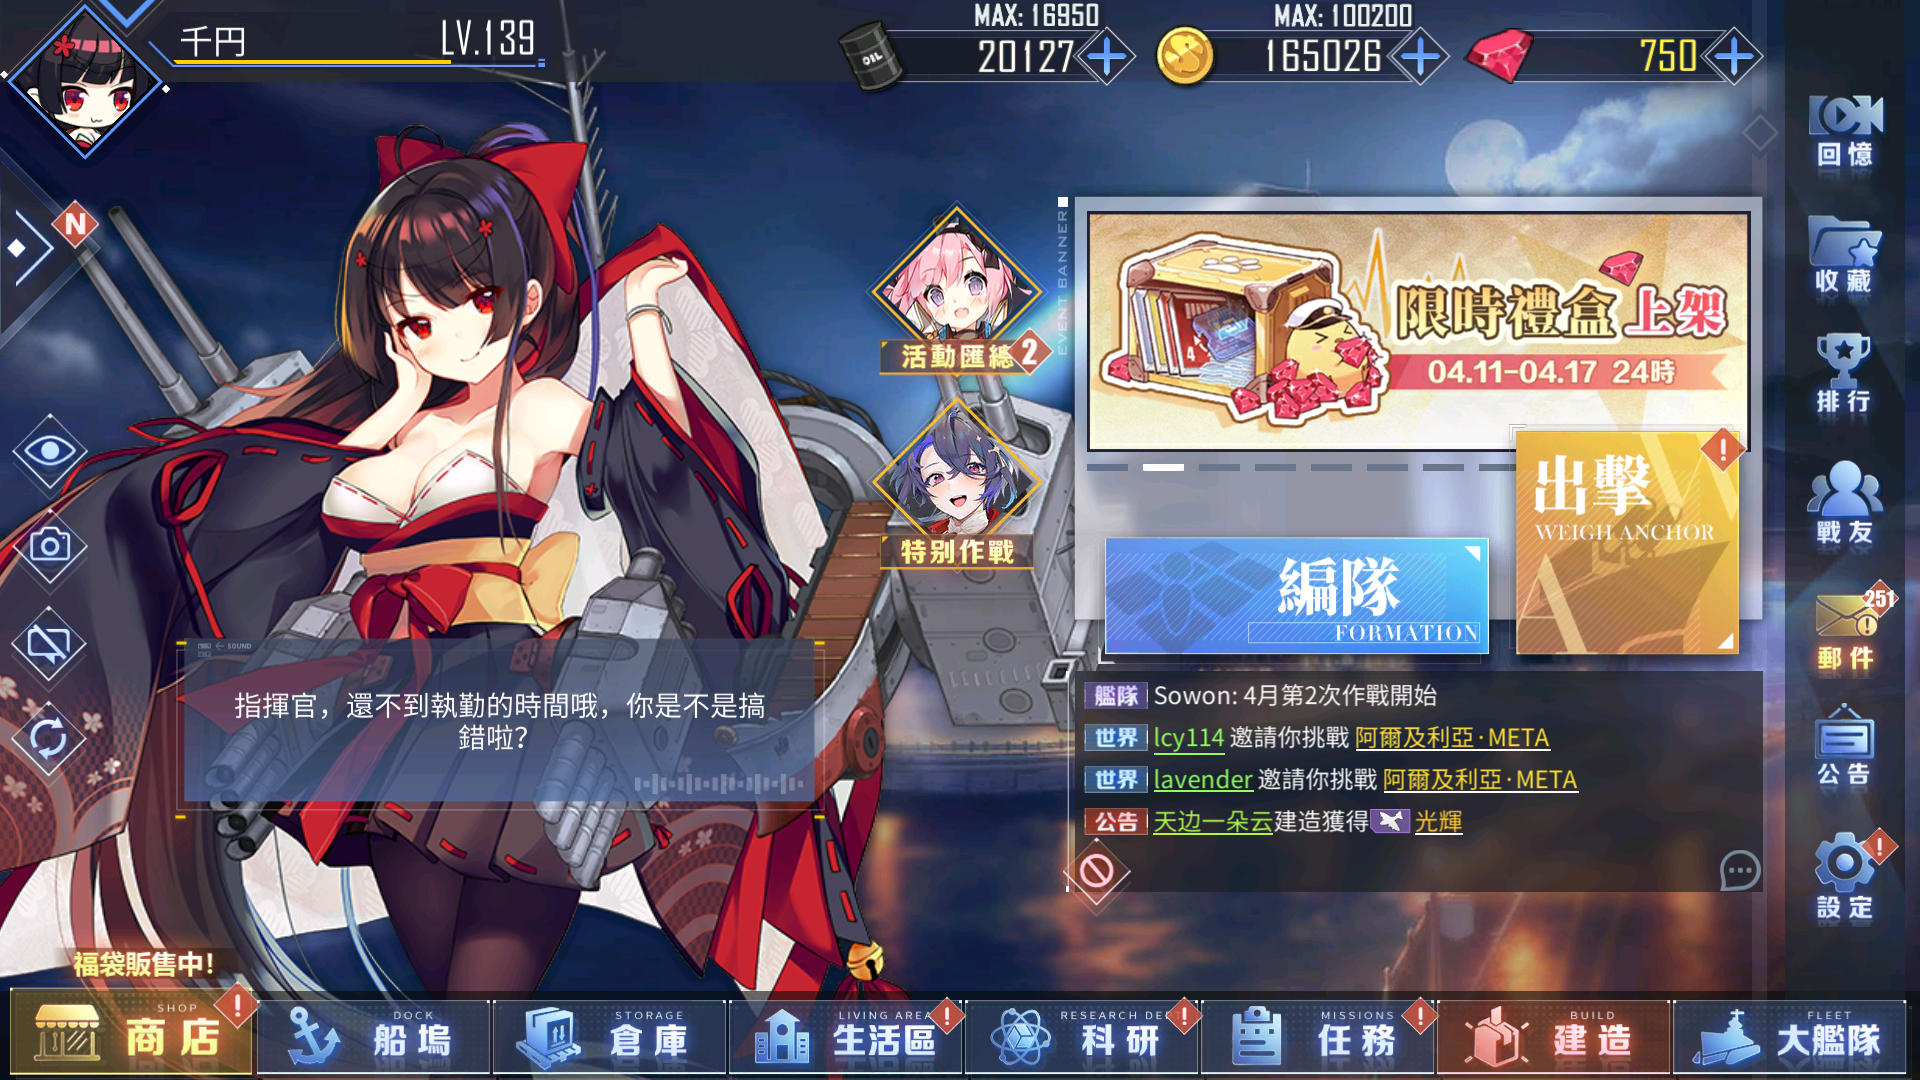 千円
LV.139
MAX: 16950
OIL
20127
MAX: 100200
165026
750
N
回憶
收藏
排行
戰友
251
郵件
公告
設定
EVENT BANNER
活動匯總
2
特別作戰
限時禮盒上架
04.11-04.17 24時
出擊
WEIGH ANCHOR
編隊
FORMATION
SOUND
指揮官，還不到執勤的時間哦，你是不是搞
錯啦？
艦隊 Sowon: 4月第2次作戰開始
世界 lcy114 邀請你挑戰 阿爾及利亞·META
世界 lavender 邀請你挑戰 阿爾及利亞·META
公告 天边一朵云建造獲得 光輝
福袋販售中!
SHOP
商店
DOCK
船塢
STORAGE
倉庫
LIVING AREA
生活區
RESEARCH DE
科研
MISSIONS
任務
BUILD
建造
FLEET
大艦隊